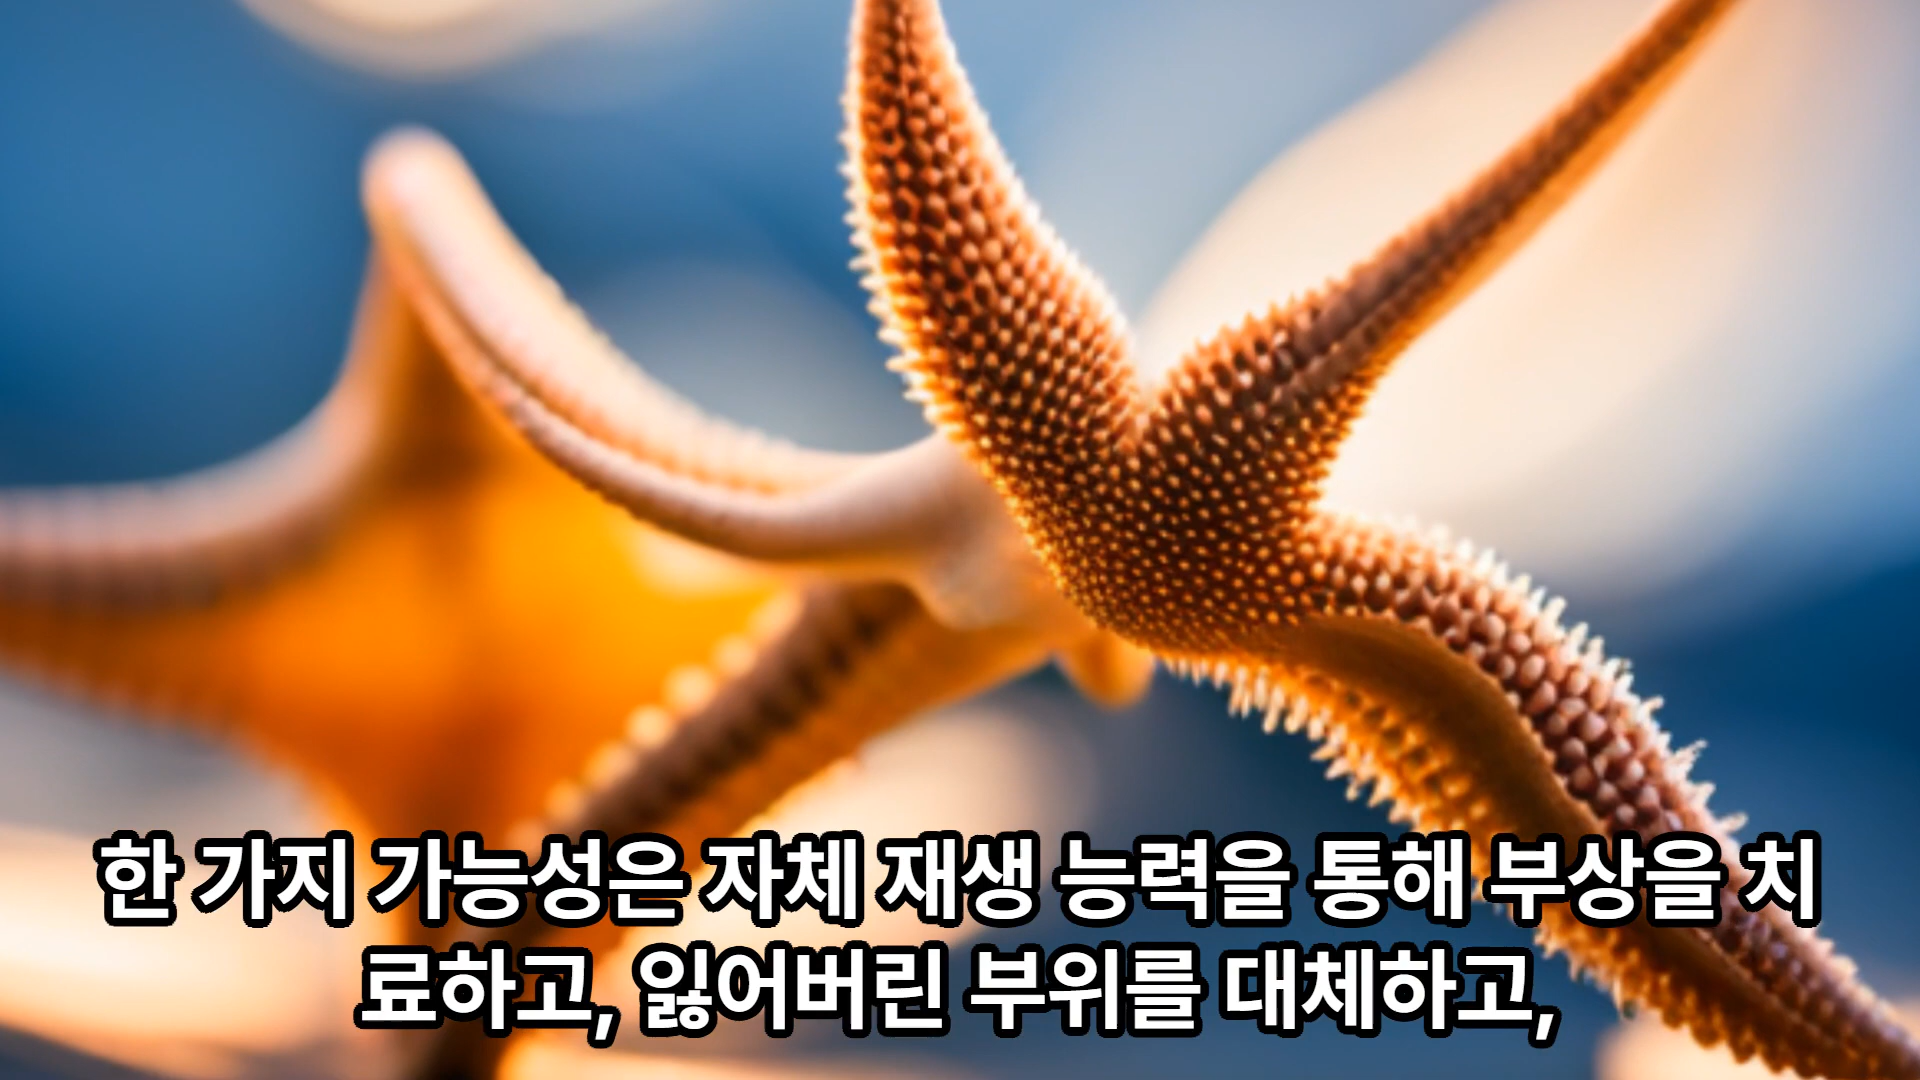 한 가지 가능성은 자체 재생 능력을 통해 부상을 치
료하고, 잃어버린 부위를 대체하고,